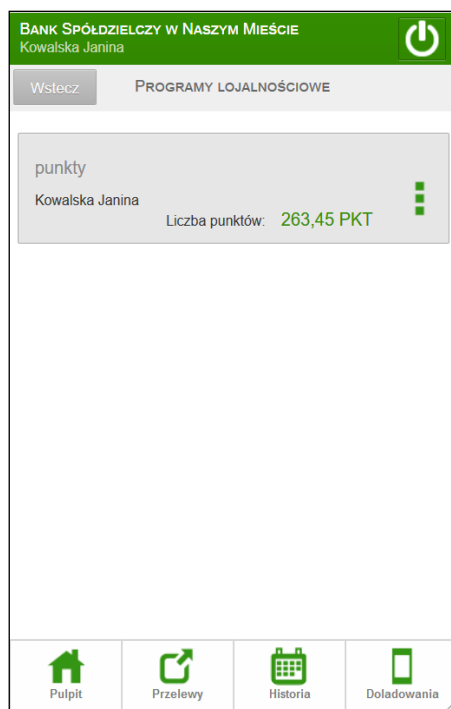 Bank Spółdzielczy w Naszym Mieście
Kowalska Janina
Wstecz
Programy lojalnościowe
punkty
Kowalska Janina
Liczba punktów: 263,45 PKT
Pulpit
Przelewy
Historia
Doladowania